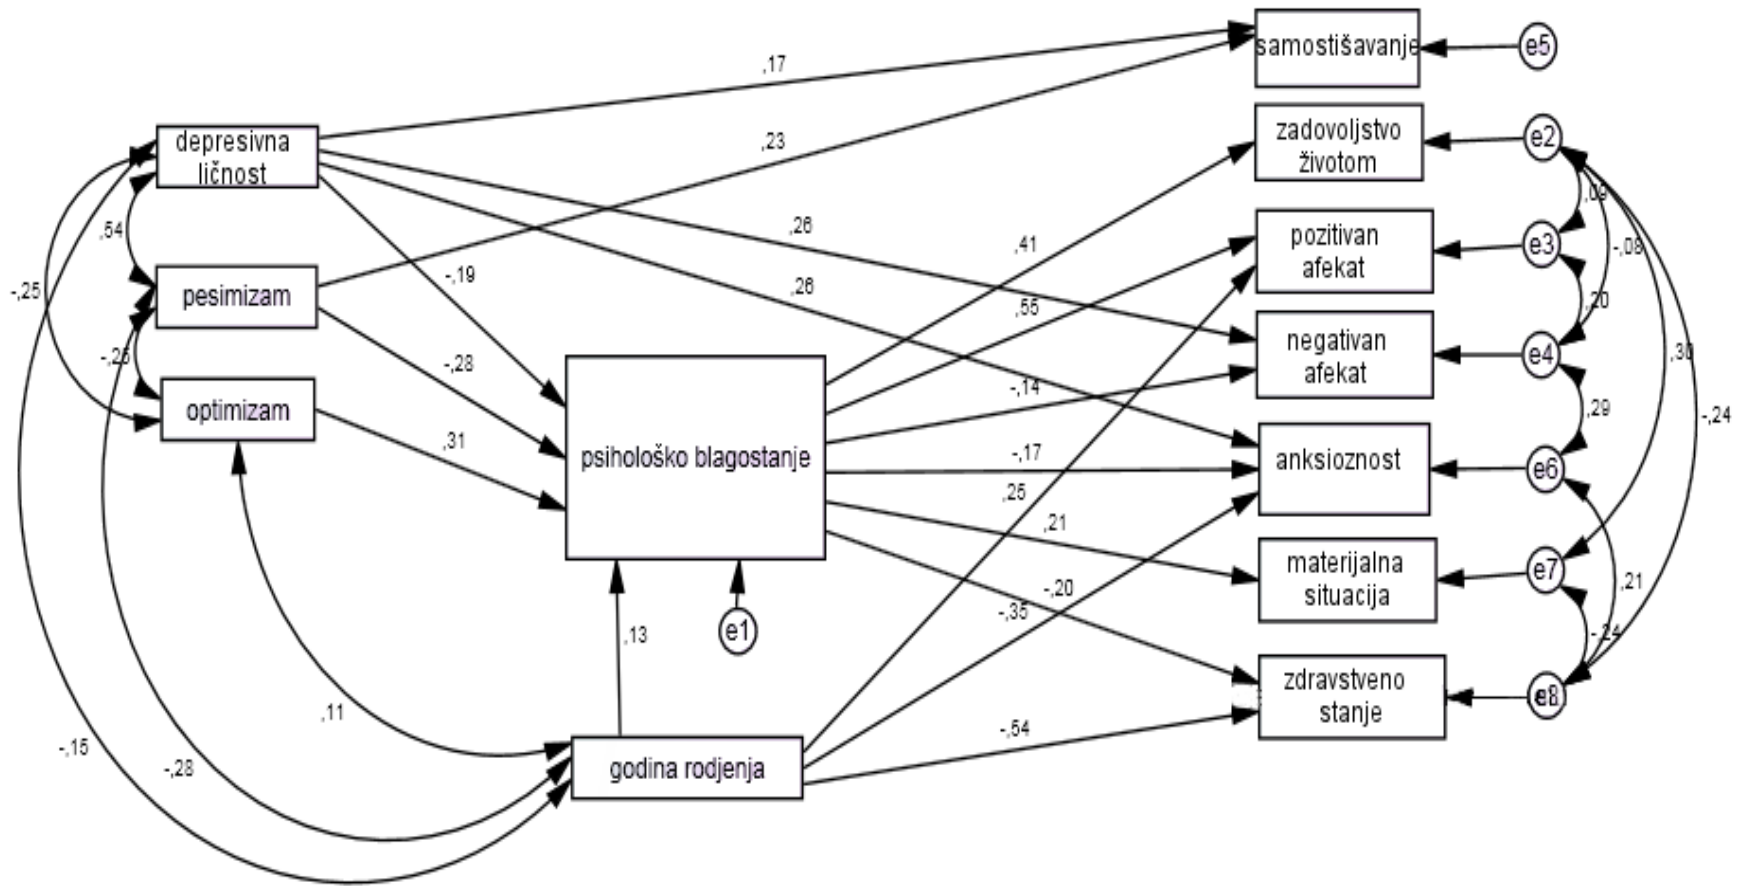 samostišavanje
e5
,17
zadovoljstvo
životom
e2
depresivna
ličnost
,23
,09
,54
,26
,41
pozitivan
afekat
e3
-,08
-,25
pesimizam
-,19
,26
,55
,20
-,25
-,28
negativan
afekat
e4
,30
optimizam
,31
-,14
,29
-,24
psihološko blagostanje
-,17
anksioznost
e6
,25
,21
materijalna
situacija
e7
,21
,13
e1
-,20
-,35
-,24
,11
zdravstveno
stanje
-,15
-,28
godina rodjenja
-,54